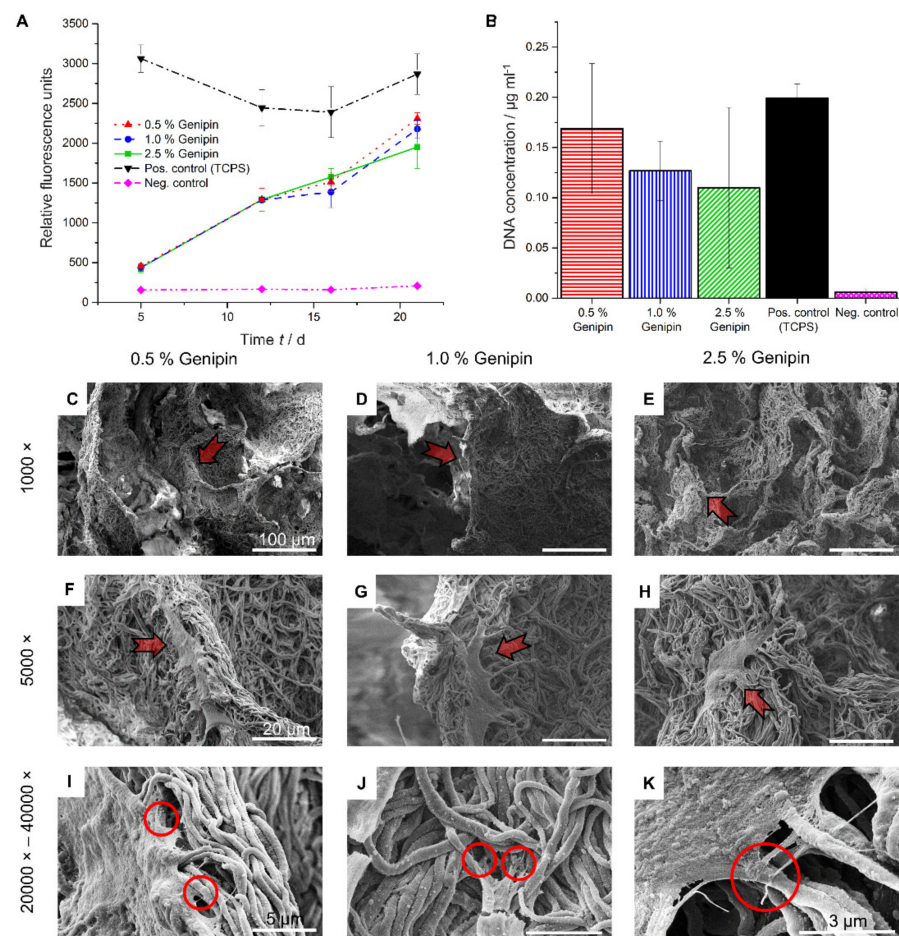 A
3500
3000
2500
2000
1500
1000
500
0
Relative fluorescence units
0.5 % Genipin
1.0 % Genipin
2.5 % Genipin
Pos. control (TCPS)
Neg. control
5
10
15
20
Time t / d
B
0.25
0.20
0.15
0.10
0.05
0.00
DNA concentration / µg ml⁻¹
0.5 % Genipin
1.0 % Genipin
2.5 % Genipin
Pos. control (TCPS)
Neg. control
0.5 % Genipin
1.0 % Genipin
2.5 % Genipin
1000 ×
C
100 µm
D
E
5000 ×
F
20 µm
G
H
20000 × – 40000 ×
I
5 µm
J
K
3 µm